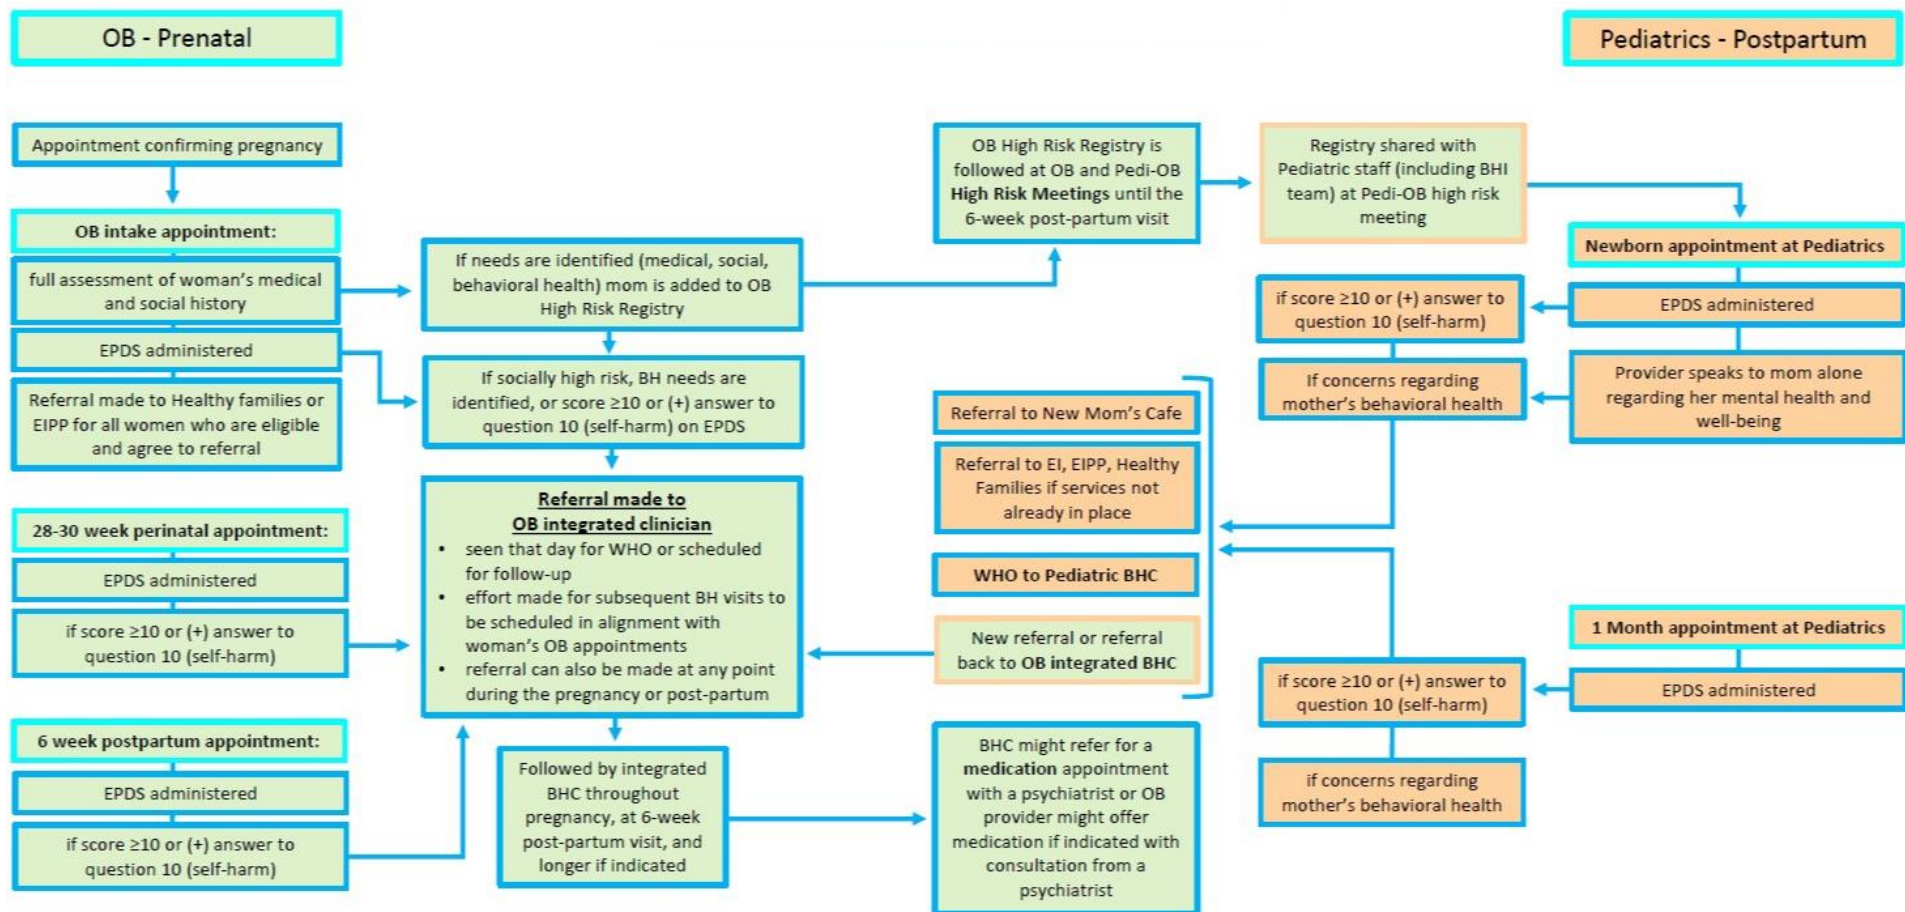 OB - Prenatal
Pediatrics - Postpartum
Appointment confirming pregnancy
OB intake appointment:
full assessment of woman's medical
and social history
EPDS administered
Referral made to Healthy families or
EIPP for all women who are eligible
and agree to referral
28-30 week perinatal appointment:
EPDS administered
if score ≥10 or (+) answer to
question 10 (self-harm)
6 week postpartum appointment:
EPDS administered
if score ≥10 or (+) answer to
question 10 (self-harm)
If needs are identified (medical, social,
behavioral health) mom is added to OB
High Risk Registry
If socially high risk, BH needs are
identified, or score ≥10 or (+) answer to
question 10 (self-harm) on EPDS
Referral made to
OB integrated clinician
• seen that day for WHO or scheduled
for follow-up
• effort made for subsequent BH visits to
be scheduled in alignment with
woman's OB appointments
• referral can also be made at any point
during the pregnancy or post-partum
Followed by integrated
BHC throughout
pregnancy, at 6-week
post-partum visit, and
longer if indicated
OB High Risk Registry is
followed at OB and Pedi-OB
High Risk Meetings until the
6-week post-partum visit
Registry shared with
Pediatric staff (including BHI
team) at Pedi-OB high risk
meeting
Referral to New Mom's Cafe
Referral to EI, EIPP, Healthy
Families if services not
already in place
WHO to Pediatric BHC
New referral or referral
back to OB integrated BHC
BHC might refer for a
medication appointment
with a psychiatrist or OB
provider might offer
medication if indicated with
consultation from a
psychiatrist
Newborn appointment at Pediatrics
EPDS administered
if score ≥10 or (+) answer to
question 10 (self-harm)
Provider speaks to mom alone
regarding her mental health and
well-being
If concerns regarding
mother's behavioral health
1 Month appointment at Pediatrics
EPDS administered
if score ≥10 or (+) answer to
question 10 (self-harm)
if concerns regarding
mother's behavioral health